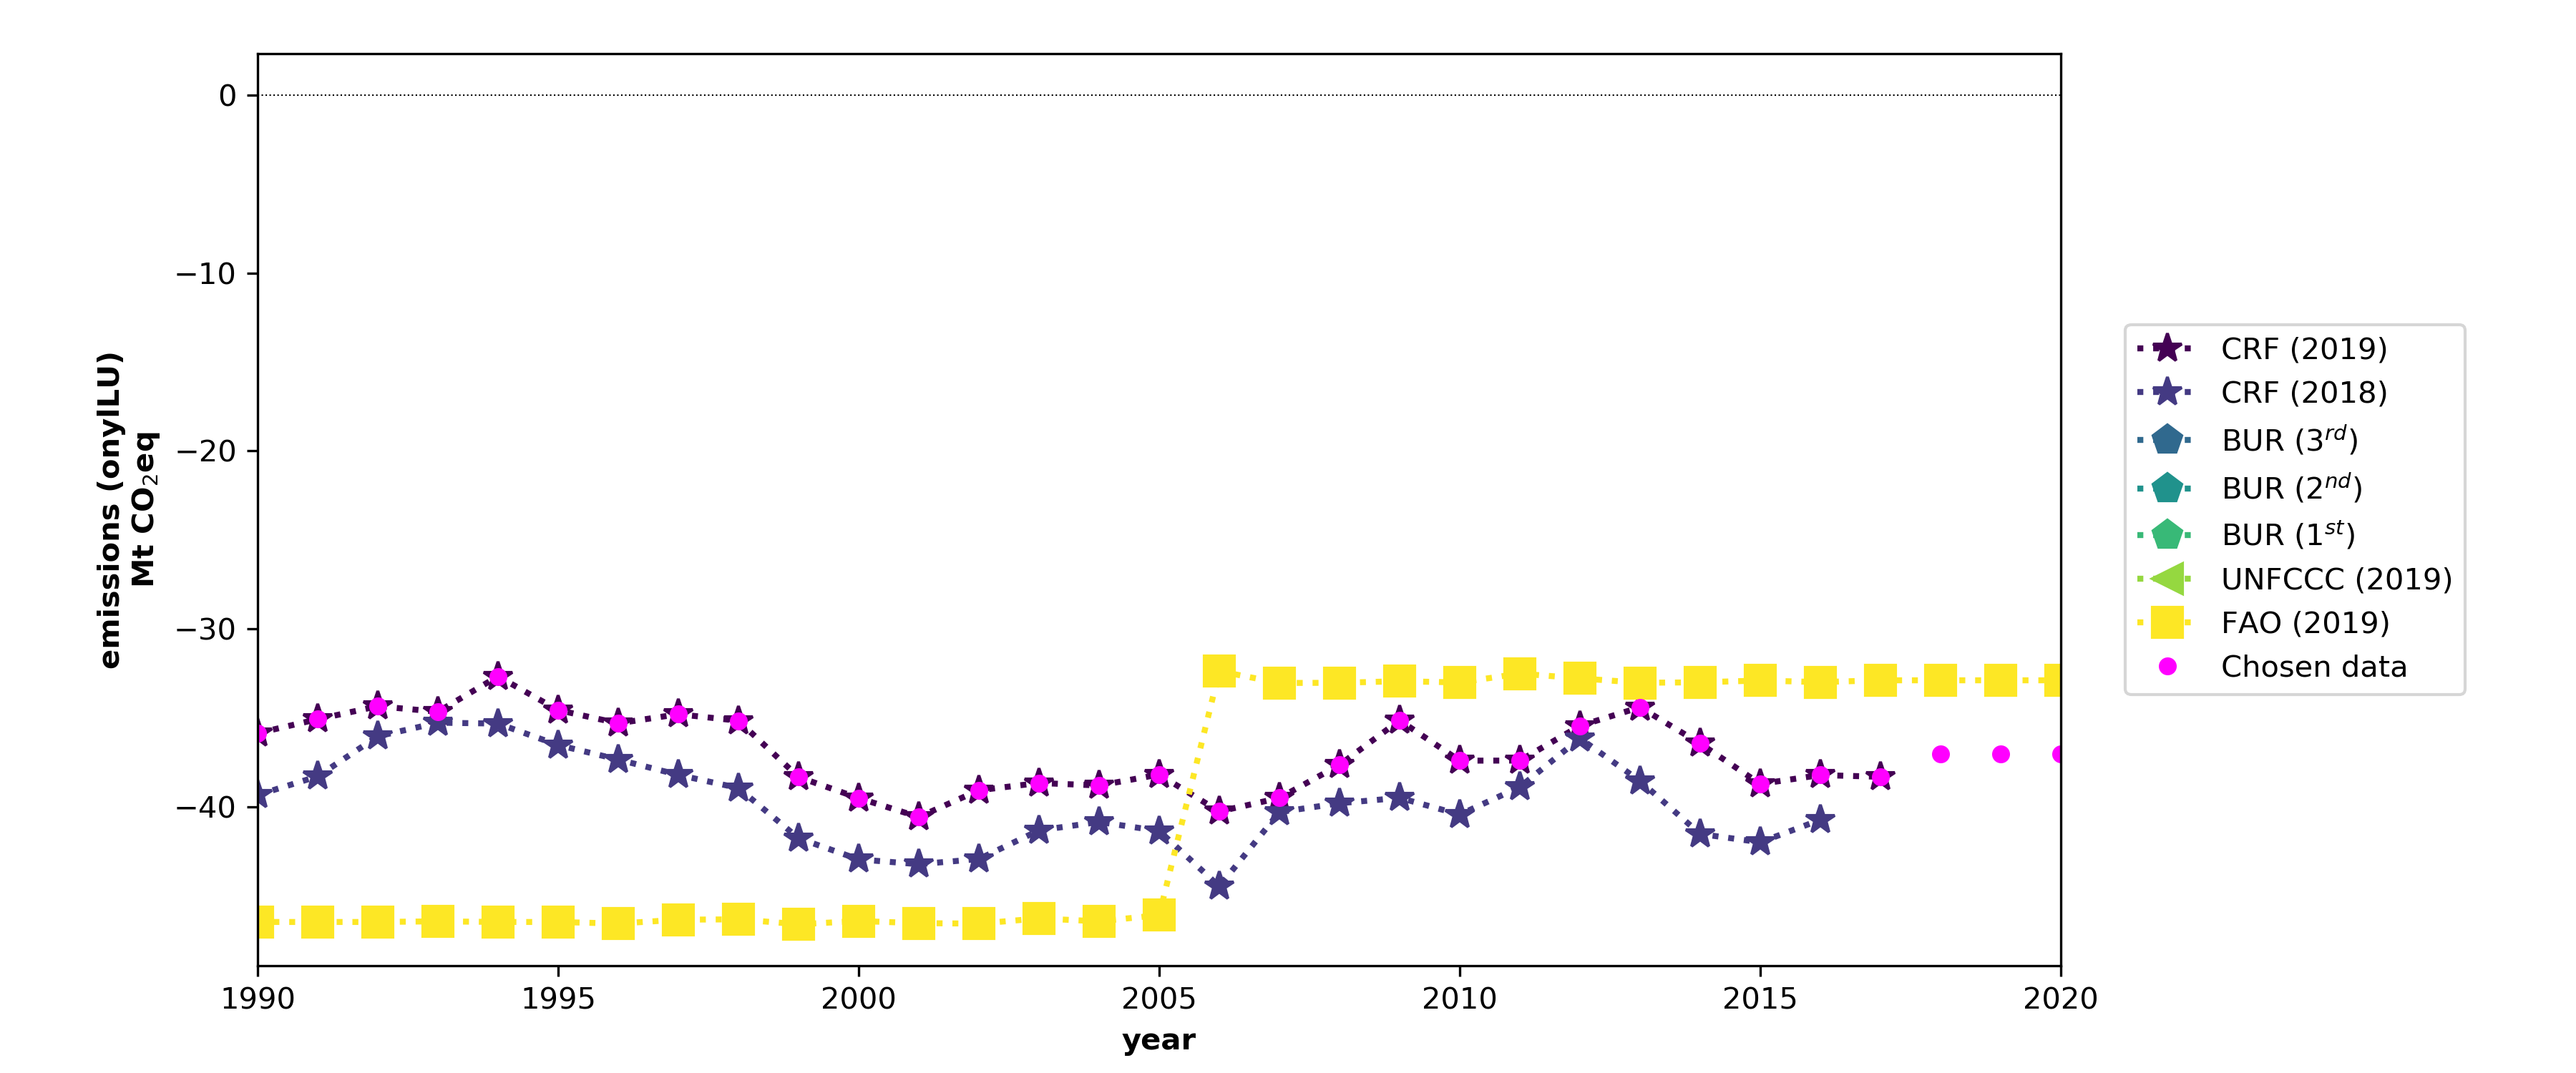 0
−10
−20
−30
−40
emissions (onylLU)
Mt CO₂eq
1990 1995 2000 2005 2010 2015 2020
year
CRF (2019)
CRF (2018)
BUR (3ʳᵈ)
BUR (2ⁿᵈ)
BUR (1ˢᵗ)
UNFCCC (2019)
FAO (2019)
Chosen data